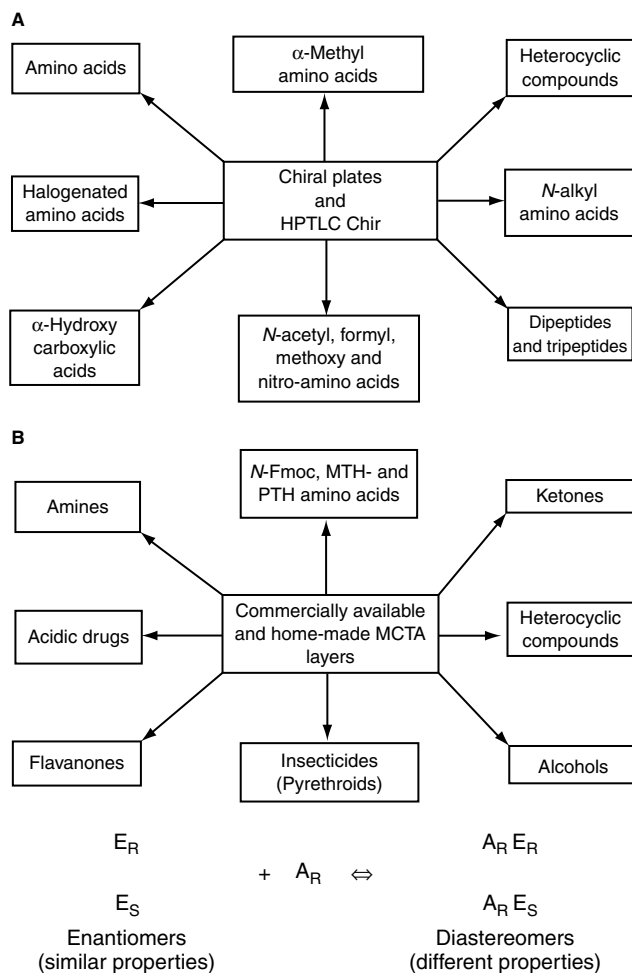 A
Amino acids
α-Methyl
amino acids
Heterocyclic
compounds
Halogenated
amino acids
Chiral plates
and
HPTLC Chir
N-alkyl
amino acids
α-Hydroxy
carboxylic
acids
N-acetyl, formyl,
methoxy and
nitro-amino acids
Dipeptides
and tripeptides
B
Amines
N-Fmoc, MTH- and
PTH amino acids
Ketones
Acidic drugs
Commercially available
and home-made MCTA
layers
Heterocyclic
compounds
Flavanones
Insecticides
(Pyrethroids)
Alcohols
E_R
+ A_R ⇔
A_R E_R
E_S
A_R E_S
Enantiomers
(similar properties)
Diastereomers
(different properties)